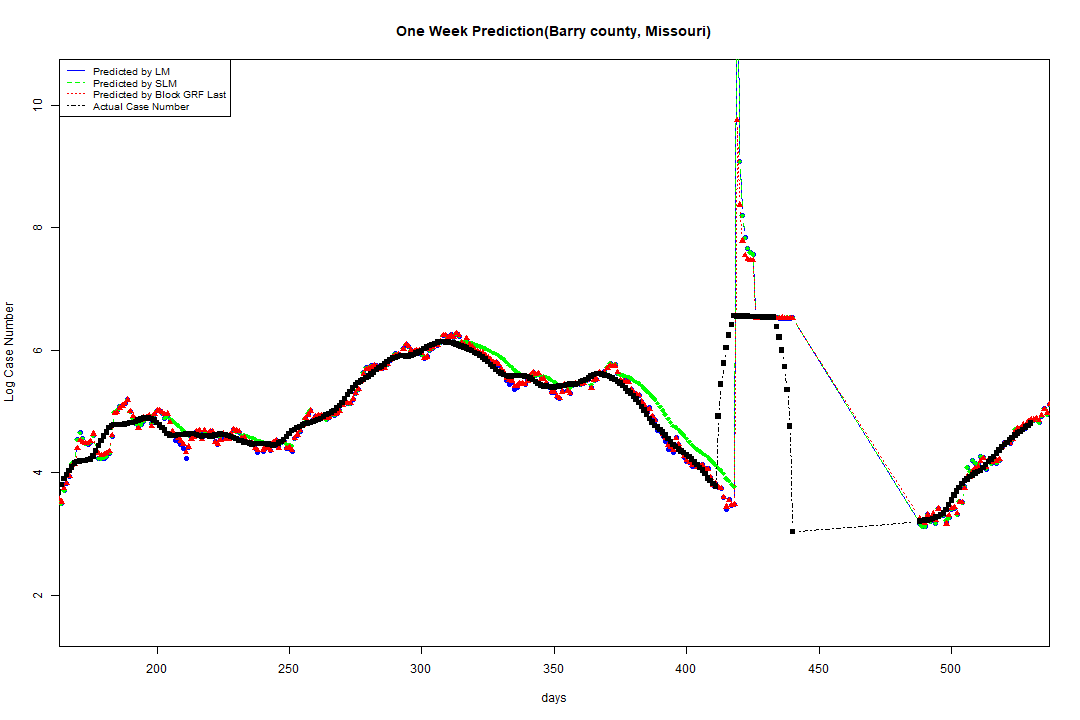 One Week Prediction(Barry county, Missouri)
Predicted by LM
Predicted by SLM
Predicted by Block GRF Last
Actual Case Number
Log Case Number
10
8
6
4
2
200 250 300 350 400 450 500
days